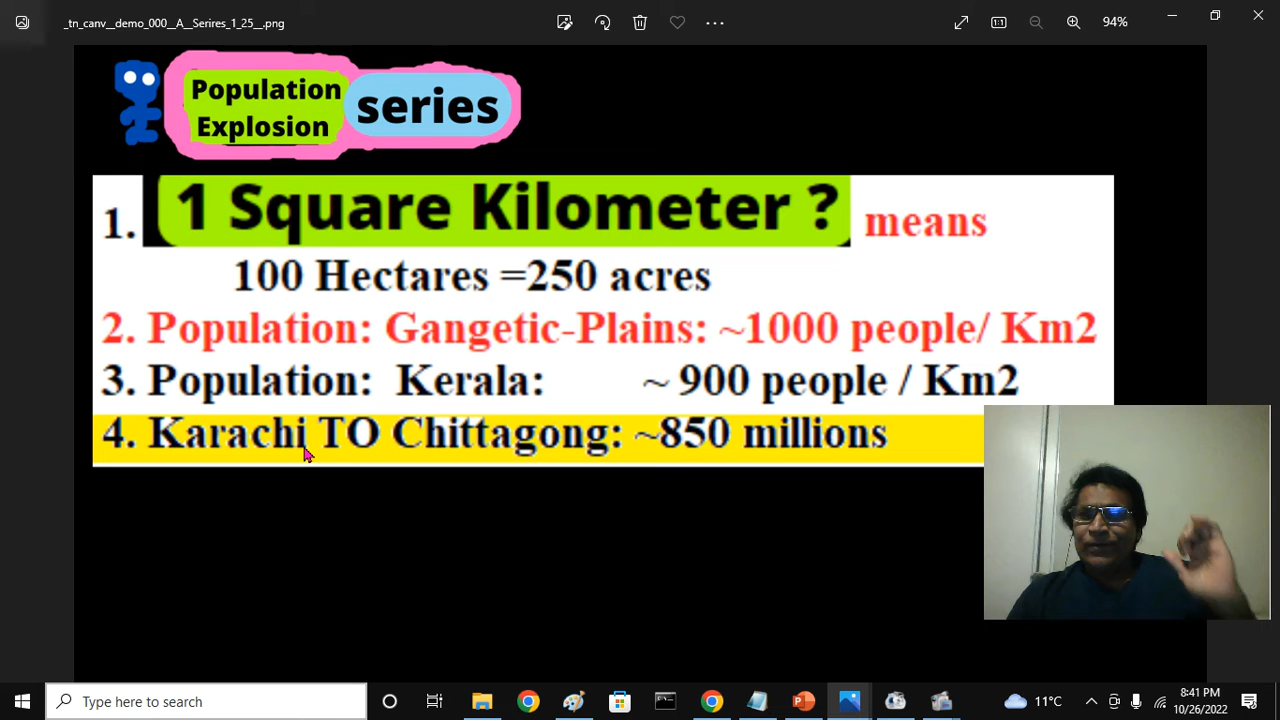 _tn_canv__demo_000__A__Serires_1_25__.png
94%
Population
Explosion
series
1. 1 Square Kilometer ? means
100 Hectares =250 acres
2. Population: Gangetic-Plains: ~1000 people/ Km2
3. Population: Kerala: ~ 900 people / Km2
4. Karachi TO Chittagong: ~850 millions
Type here to search
11°C
8:41 PM
10/26/2022